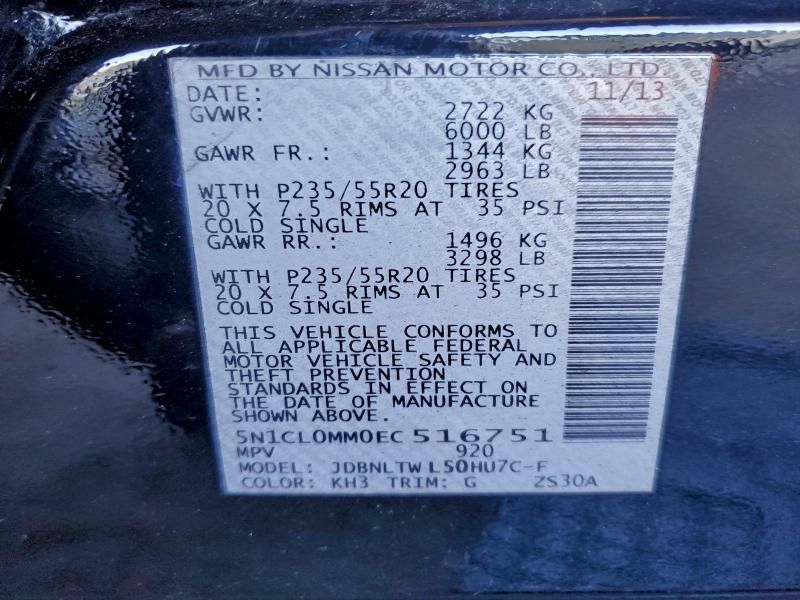 MFD BY NISSAN MOTOR CO., LTD.
DATE: 11/13
GVWR: 2722 KG
6000 LB
GAWR FR.: 1344 KG
2963 LB
WITH P235/55R20 TIRES
20 X 7.5 RIMS AT 35 PSI
COLD SINGLE
GAWR RR.: 1496 KG
3298 LB
WITH P235/55R20 TIRES
20 X 7.5 RIMS AT 35 PSI
COLD SINGLE
THIS VEHICLE CONFORMS TO
ALL APPLICABLE FEDERAL
MOTOR VEHICLE SAFETY AND
THEFT PREVENTION
STANDARDS IN EFFECT ON
THE DATE OF MANUFACTURE
SHOWN ABOVE.
5N1CL0MM0EC516751
MPV 920
MODEL: JDBNLTWL50HU7C-F
COLOR: KH3 TRIM: G ZS30A